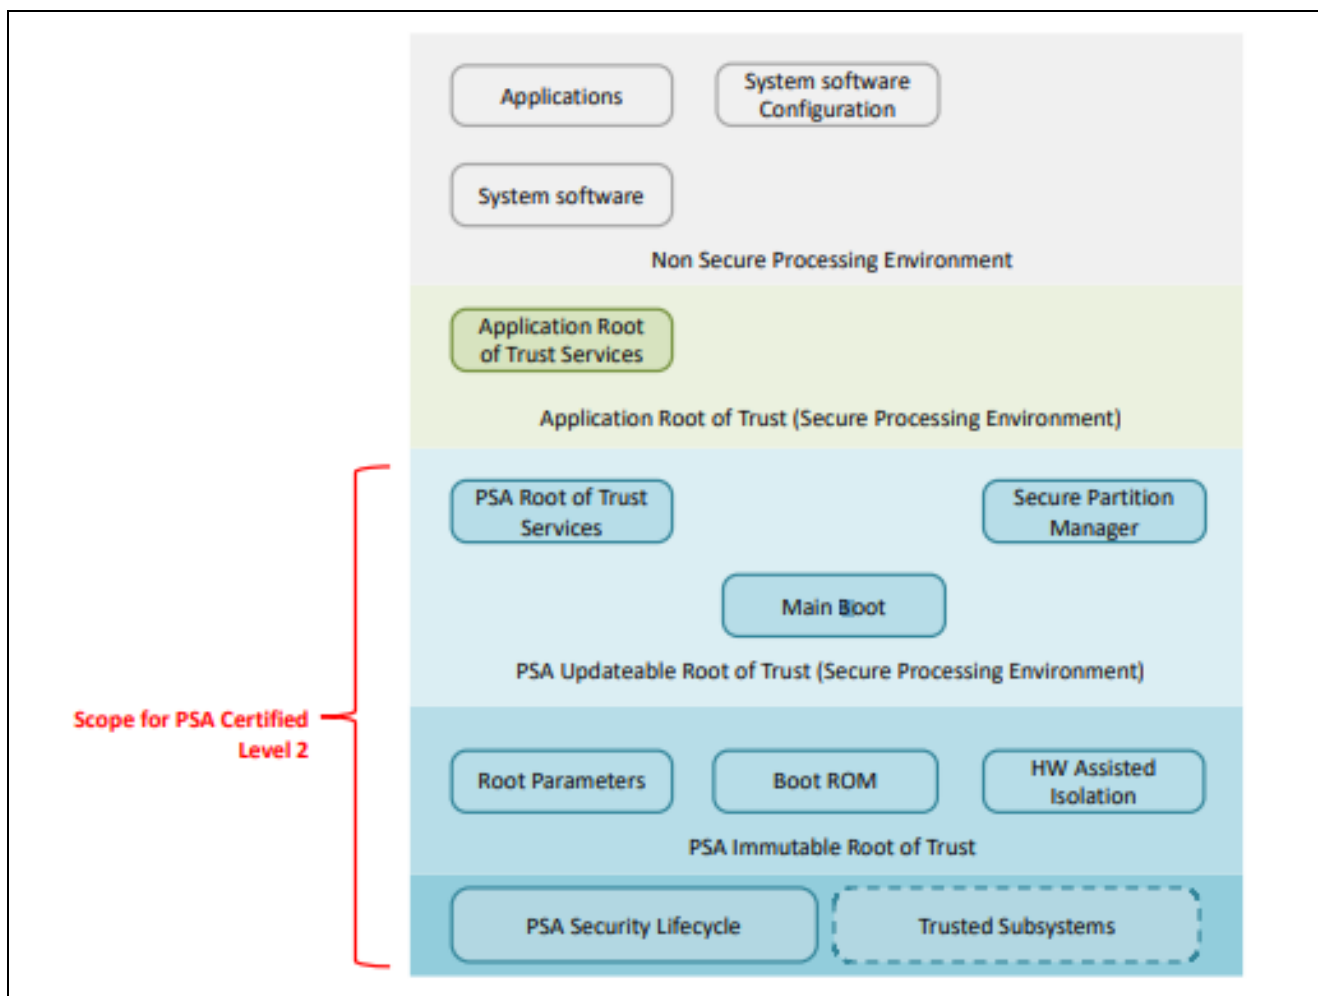 Applications
System software
Configuration
System software
Non Secure Processing Environment
Application Root
of Trust Services
Application Root of Trust (Secure Processing Environment)
PSA Root of Trust
Services
Secure Partition
Manager
Main Boot
PSA Updateable Root of Trust (Secure Processing Environment)
Scope for PSA Certified
Level 2
Root Parameters
Boot ROM
HW Assisted
Isolation
PSA Immutable Root of Trust
PSA Security Lifecycle
Trusted Subsystems